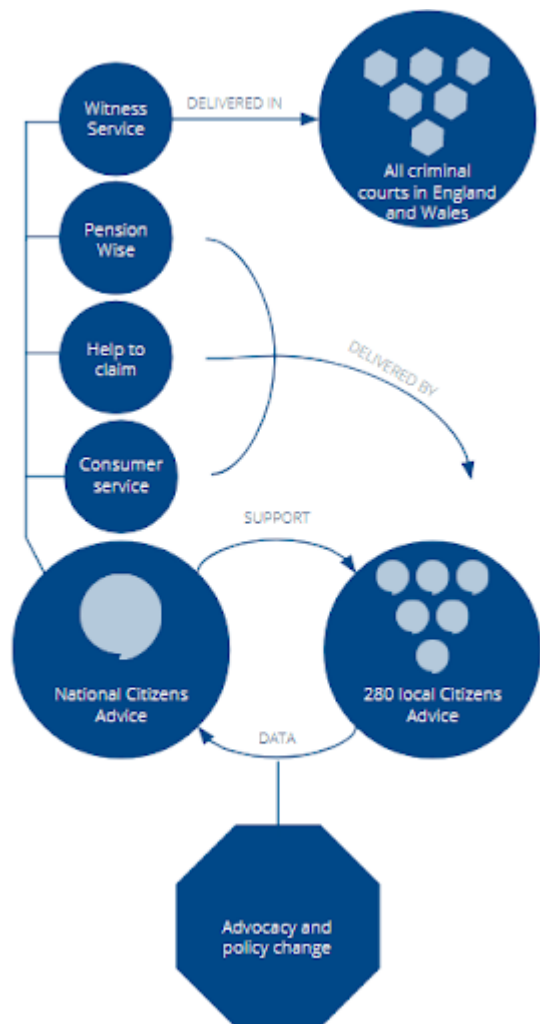 Witness
Service
DELIVERED IN
All criminal
courts in England
and Wales
Pension
Wise
Help to
claim
DELIVERED BY
Consumer
service
SUPPORT
National Citizens
Advice
280 local Citizens
Advice
DATA
Advocacy and
policy change